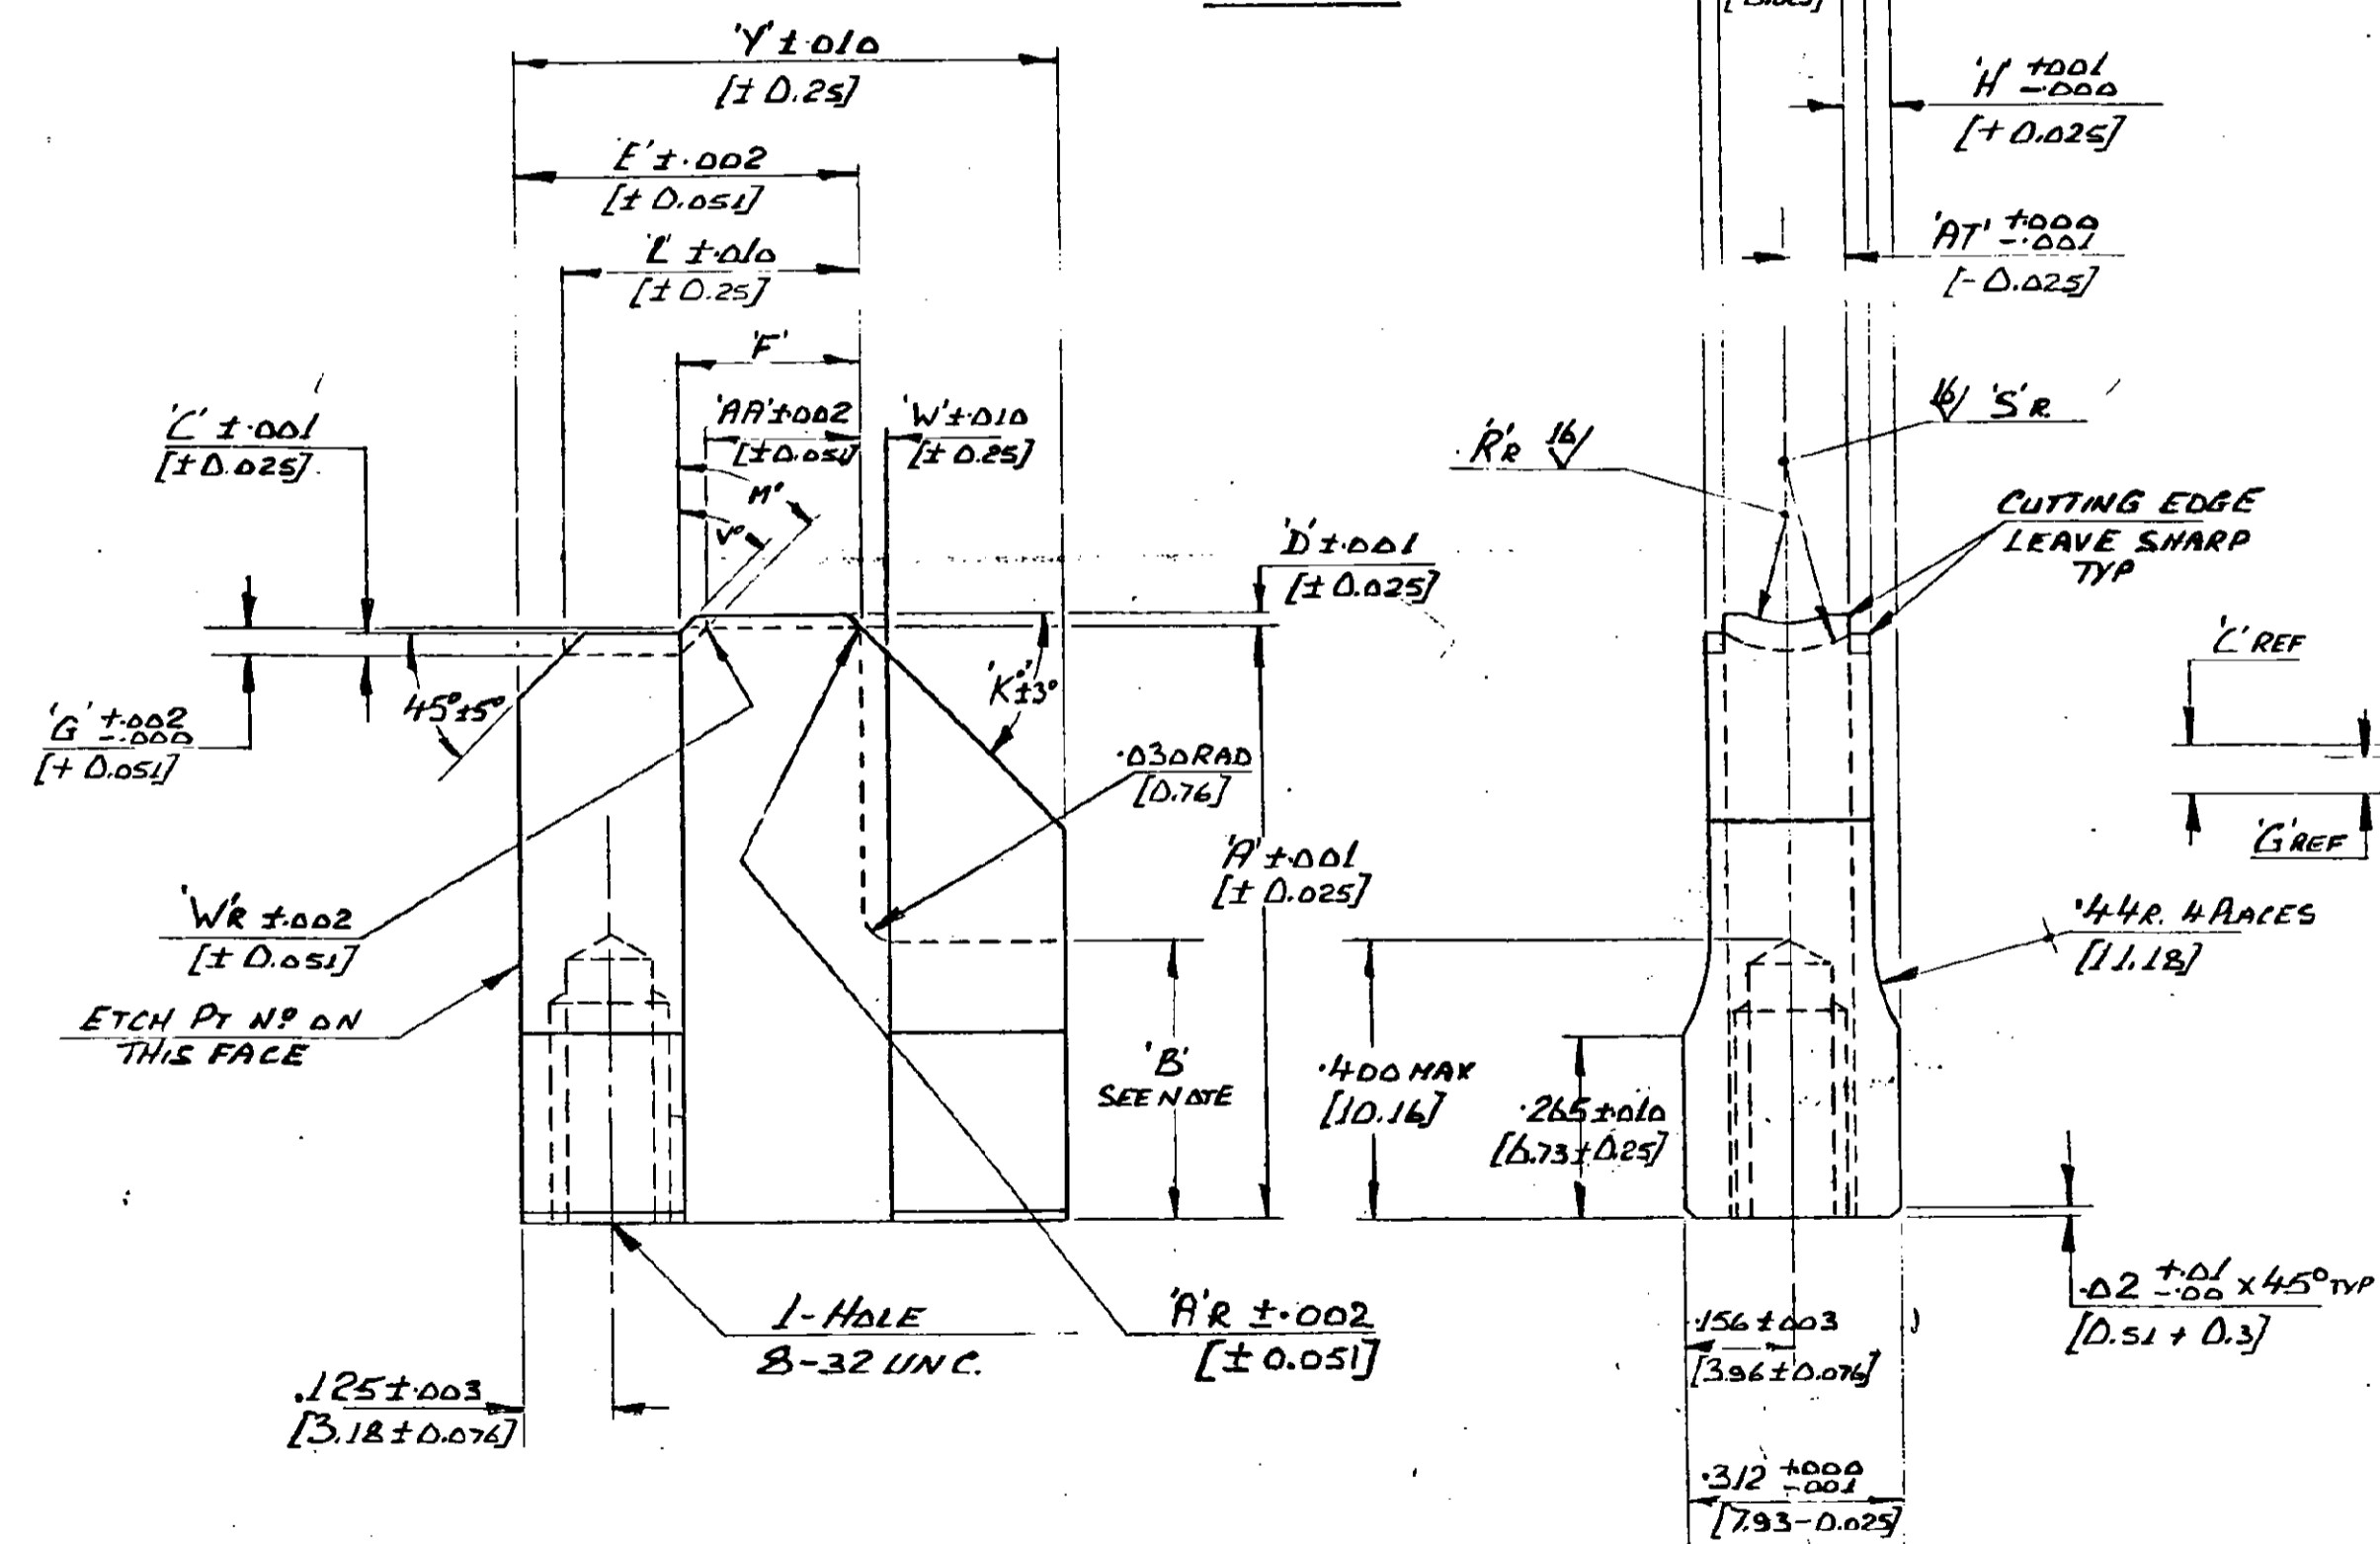 'Y' ±.010
[± 0.25]
'E' ±.002
[± 0.051]
'L' ±.010
[± 0.25]
'F'
'AA' ±.002
[± 0.051]
'W' ±.010
[± 0.25]
'C' ±.001
[± 0.025]
M°
V°
'D' ±.001
[± 0.025]
'G' +.002
-.000
[+ 0.051]
45° ±5°
'K' ±3°
.030 RAD
[0.76]
'A' ±.001
[± 0.025]
'W'R ±.002
[± 0.051]
ETCH PT Nº ON
THIS FACE
'B'
SEE NOTE
1-HOLE
8-32 UNC.
'A'R ±.002
[± 0.051]
.125 ±.003
[3.18 ± 0.076]
'H' +.001
-.000
[+ 0.025]
'AT' +.000
-.001
[- 0.025]
16 'S'R
'R'R 16
CUTTING EDGE
LEAVE SHARP
TYP
'C' REF
'G' REF
.44R. 4 PLACES
[11.18]
.400 MAX
[10.16]
.265 ±.010
[6.73 ± 0.25]
.02 +.01
-.00 x 45° TYP
[0.51 + 0.3]
.156 ±.003
[3.96 ± 0.076]
.312 +.000
-.001
[7.93 - 0.025]